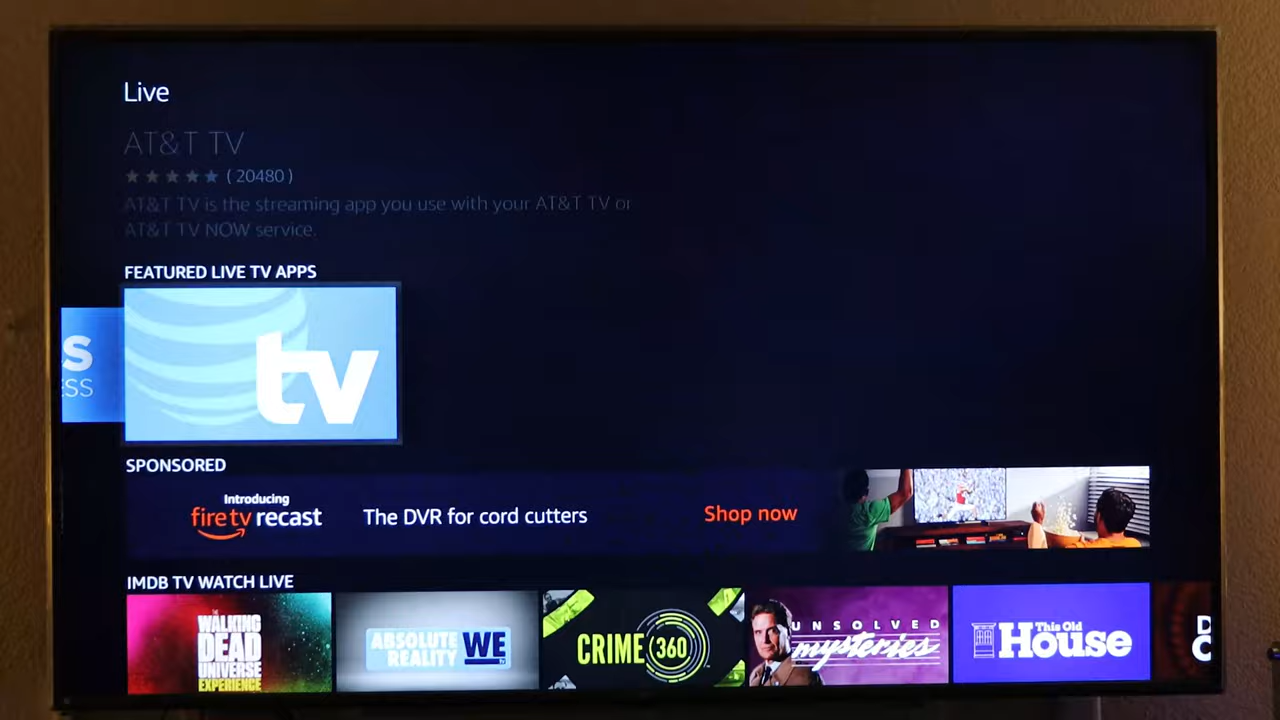 Live
AT&T TV
( 20480 )
AT&T TV is the streaming app you use with your AT&T TV or
AT&T TV NOW service.
FEATURED LIVE TV APPS
S
ESS
tv
SPONSORED
Introducing
fire tv recast
The DVR for cord cutters
Shop now
IMDB TV WATCH LIVE
THE
WALKING
DEAD
UNIVERSE
EXPERIENCE
ABSOLUTE
REALITY
WE
tv
CRIME 360
UNSOLVED
mysteries
This Old
House